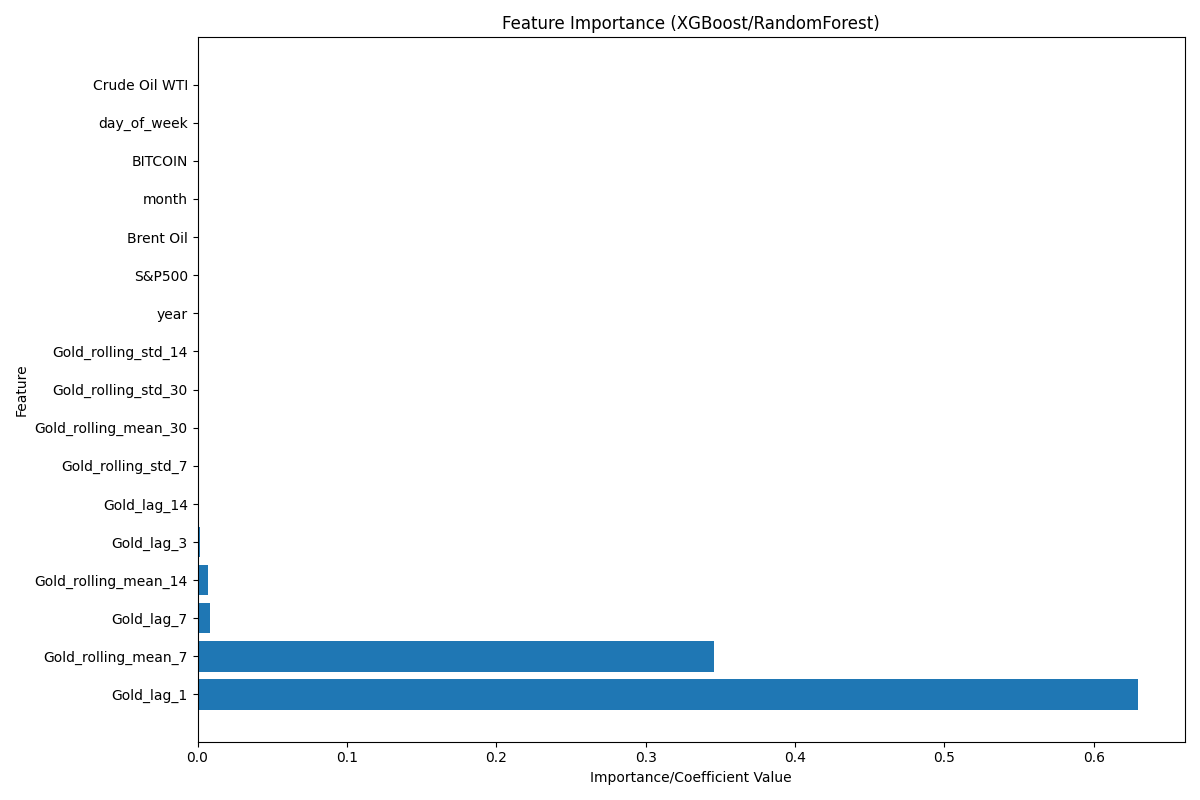 Feature Importance (XGBoost/RandomForest)
Crude Oil WTI
day_of_week
BITCOIN
month
Brent Oil
S&P500
year
Gold_rolling_std_14
Gold_rolling_std_30
Gold_rolling_mean_30
Gold_rolling_std_7
Gold_lag_14
Gold_lag_3
Gold_rolling_mean_14
Gold_lag_7
Gold_rolling_mean_7
Gold_lag_1
Feature
0.0 0.1 0.2 0.3 0.4 0.5 0.6
Importance/Coefficient Value